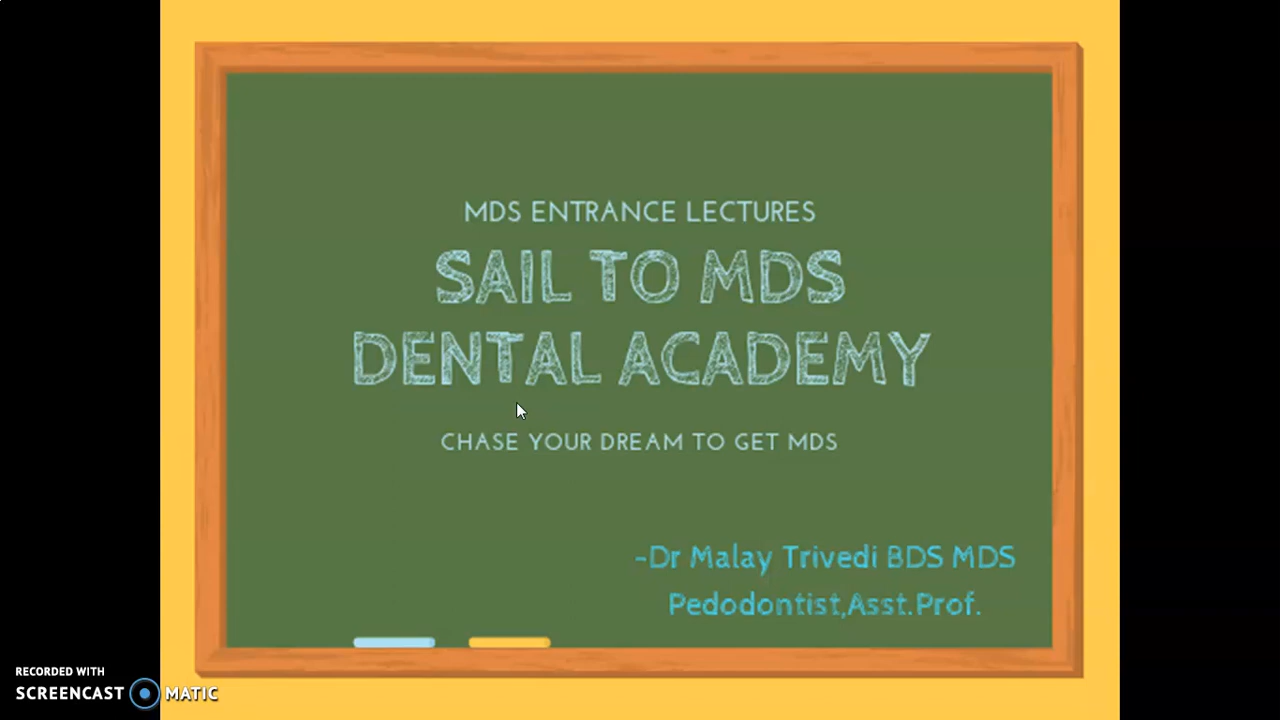 MDS ENTRANCE LECTURES
SAIL TO MDS
DENTAL ACADEMY
CHASE YOUR DREAM TO GET MDS
-Dr Malay Trivedi BDS MDS
Pedodontist,Asst.Prof.
RECORDED WITH
SCREENCAST MATIC